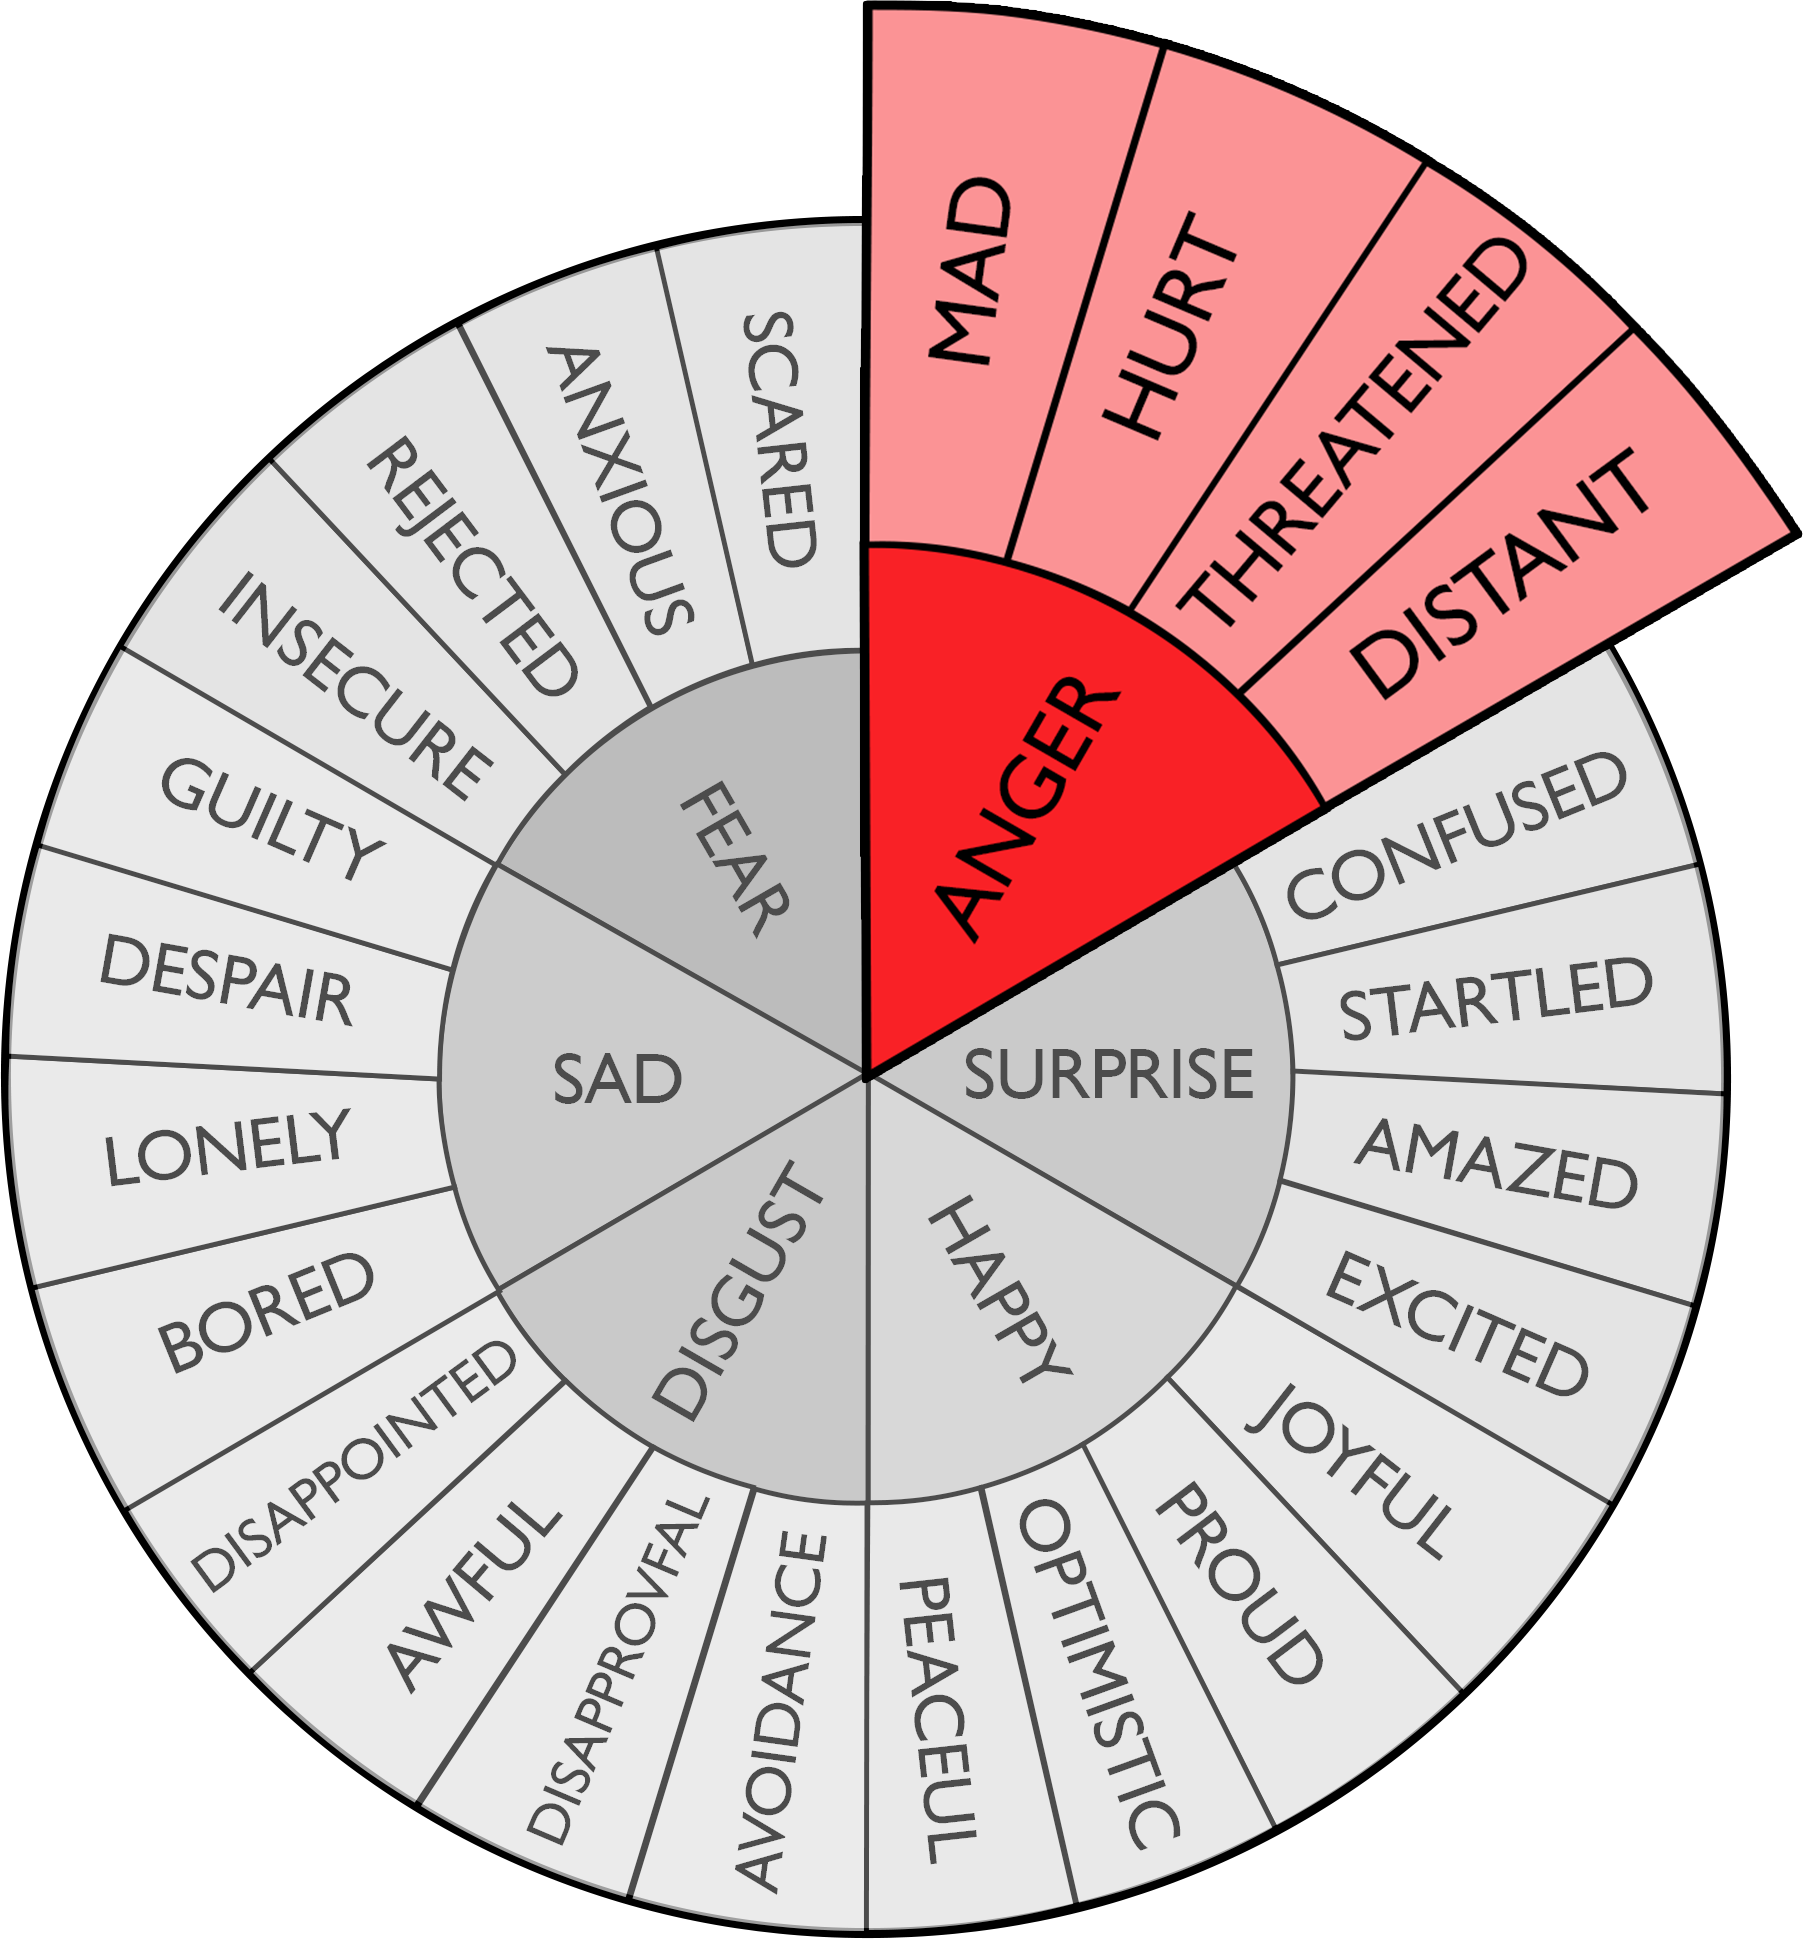 MAD
HURT
THREATENED
DISTANT
ANGER
CONFUSED
STARTLED
AMAZED
EXCITED
SURPRISE
JOYFUL
PROUD
OPTIMISTIC
PEACEUL
HAPPY
AVOIDANCE
DISAPPROVFAL
AWFUL
DISAPPOINTED
DISGUST
BORED
LONELY
DESPAIR
GUILTY
SAD
INSECURE
REJECTED
ANXIOUS
SCARED
FEAR